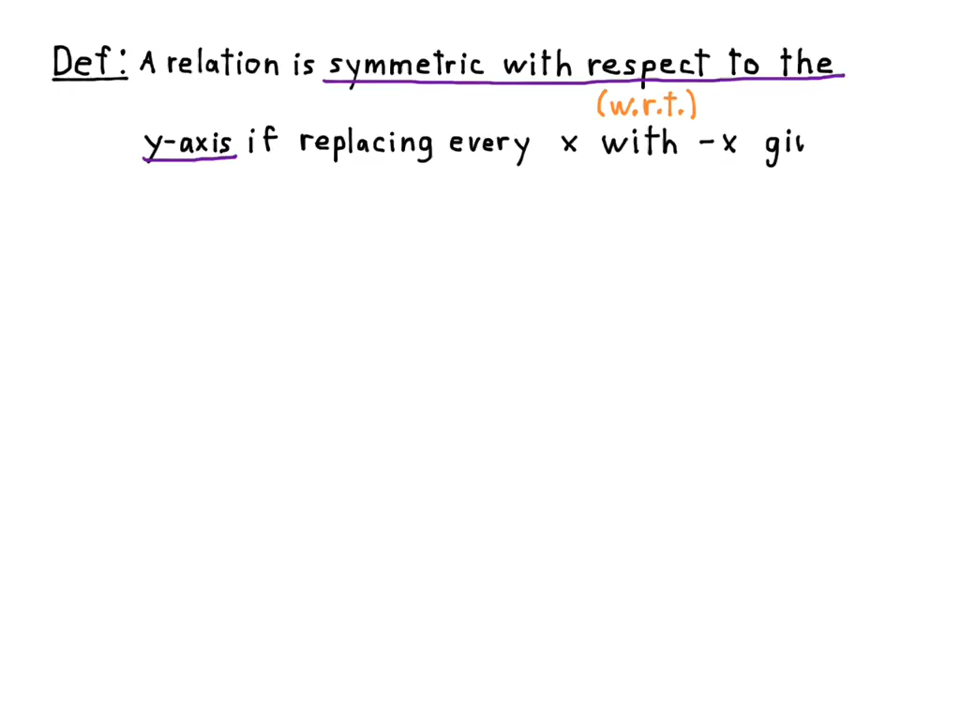 Def: A relation is symmetric with respect to the
(w.r.t.)
y-axis if replacing every x with -x